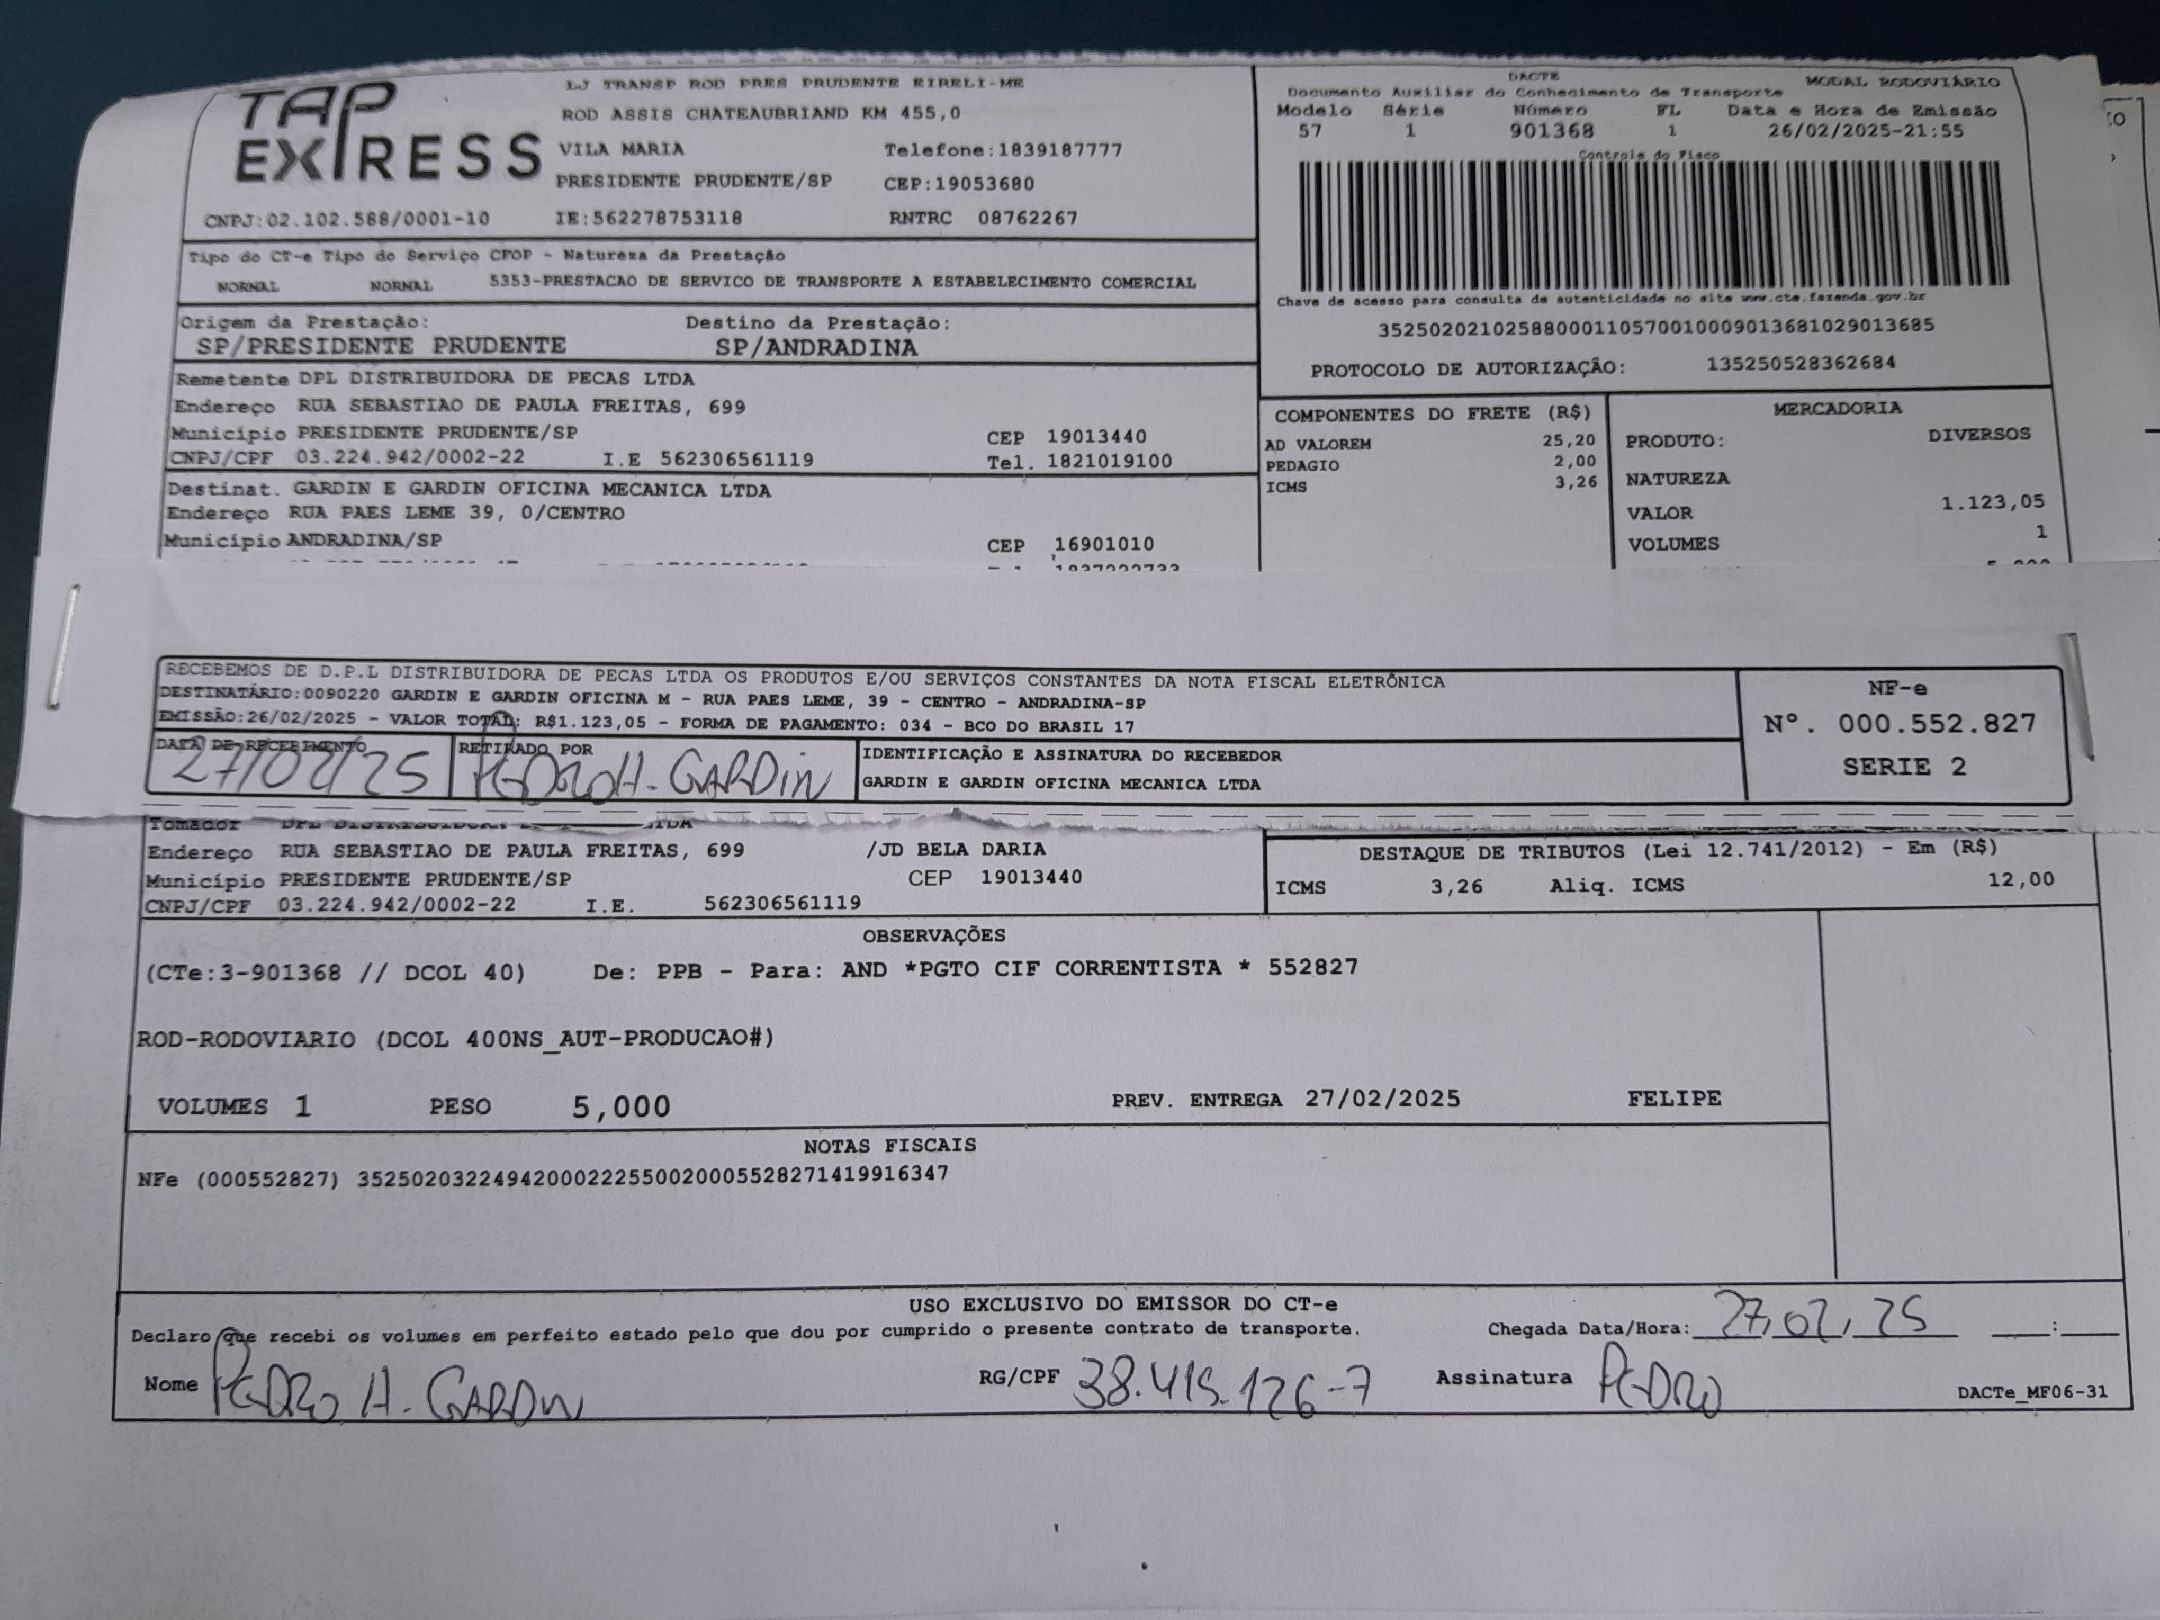 TAP EXPRESS
LJ TRANSP ROD PRES PRUDENTE EIRELI-ME
ROD ASSIS CHATEAUBRIAND KM 455,0
VILA MARIA Telefone:1839187777
PRESIDENTE PRUDENTE/SP CEP:19053680
CNPJ:02.102.588/0001-10 IE:562278753118 RNTRC 08762267
DACTE MODAL RODOVIÁRIO
Documento Auxiliar do Conhecimento de Transporte
Modelo Série Número FL Data e Hora de Emissão
57 1 901368 1 26/02/2025-21:55
Controle do Fisco
Chave de acesso para consulta de autenticidade no site www.cte.fazenda.gov.br
35250202102588000110570010009013681029013685
PROTOCOLO DE AUTORIZAÇÃO: 135250528362684
Tipo do CT-e Tipo do Serviço CFOP - Natureza da Prestação
NORMAL NORMAL 5353-PRESTACAO DE SERVICO DE TRANSPORTE A ESTABELECIMENTO COMERCIAL
Origem da Prestação: Destino da Prestação:
SP/PRESIDENTE PRUDENTE SP/ANDRADINA
Remetente DPL DISTRIBUIDORA DE PECAS LTDA
Endereço RUA SEBASTIAO DE PAULA FREITAS, 699
Município PRESIDENTE PRUDENTE/SP CEP 19013440
CNPJ/CPF 03.224.942/0002-22 I.E 562306561119 Tel. 1821019100
Destinat. GARDIN E GARDIN OFICINA MECANICA LTDA
Endereço RUA PAES LEME 39, 0/CENTRO
Município ANDRADINA/SP CEP 16901010
COMPONENTES DO FRETE (R$)
AD VALOREM 25,20
PEDAGIO 2,00
ICMS 3,26
MERCADORIA
PRODUTO: DIVERSOS
NATUREZA
VALOR 1.123,05
VOLUMES 1
RECEBEMOS DE D.P.L DISTRIBUIDORA DE PECAS LTDA OS PRODUTOS E/OU SERVIÇOS CONSTANTES DA NOTA FISCAL ELETRÔNICA
DESTINATÁRIO:0090220 GARDIN E GARDIN OFICINA M - RUA PAES LEME, 39 - CENTRO - ANDRADINA-SP
EMISSÃO:26/02/2025 - VALOR TOTAL: R$1.123,05 - FORMA DE PAGAMENTO: 034 - BCO DO BRASIL 17
DATA DE RECEBIMENTO RETIRADO POR IDENTIFICAÇÃO E ASSINATURA DO RECEBEDOR
27/02/25 PEDRO H. GARDIN GARDIN E GARDIN OFICINA MECANICA LTDA
NF-e
Nº. 000.552.827
SERIE 2
Tomador
Endereço RUA SEBASTIAO DE PAULA FREITAS, 699 /JD BELA DARIA
Município PRESIDENTE PRUDENTE/SP CEP 19013440
CNPJ/CPF 03.224.942/0002-22 I.E. 562306561119
DESTAQUE DE TRIBUTOS (Lei 12.741/2012) - Em (R$)
ICMS 3,26 Aliq. ICMS 12,00
OBSERVAÇÕES
(CTe:3-901368 // DCOL 40) De: PPB - Para: AND *PGTO CIF CORRENTISTA * 552827
ROD-RODOVIARIO (DCOL 400NS_AUT-PRODUCAO#)
VOLUMES 1 PESO 5,000 PREV. ENTREGA 27/02/2025 FELIPE
NOTAS FISCAIS
NFe (000552827) 35250203224942000222550020005528271419916347
USO EXCLUSIVO DO EMISSOR DO CT-e
Declaro que recebi os volumes em perfeito estado pelo que dou por cumprido o presente contrato de transporte. Chegada Data/Hora: 27,02,25 ___:___
Nome PEDRO H. GARDIN RG/CPF 38.415.126-7 Assinatura PEDRO
DACTe_MF06-31